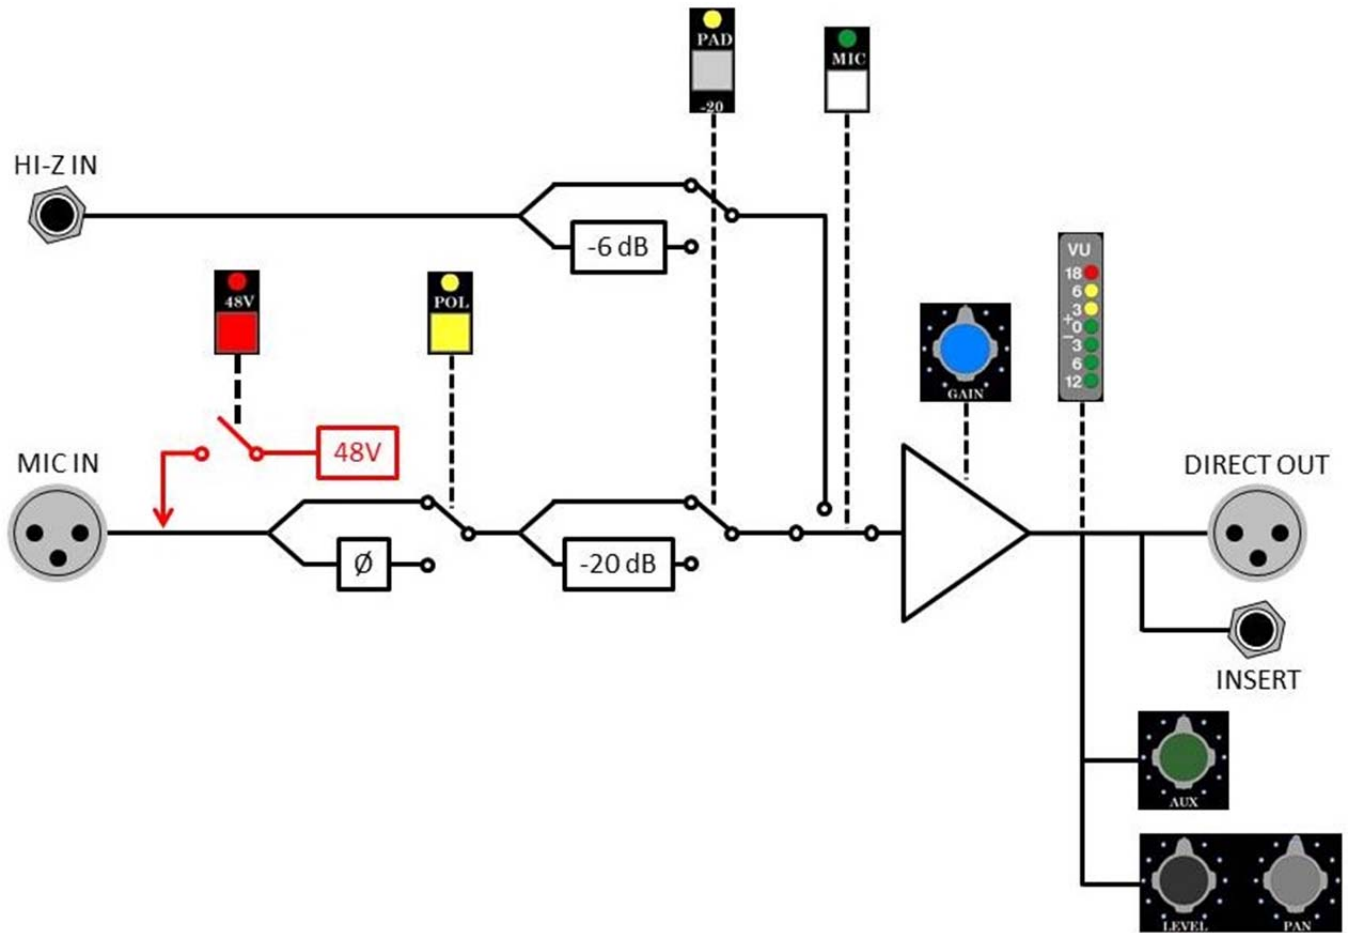 PAD
-20
MIC
HI-Z IN
-6 dB
48V
POL
VU
18
6
3
+
0
−
3
6
12
GAIN
48V
MIC IN
DIRECT OUT
Ø
-20 dB
INSERT
AUX
LEVEL
PAN